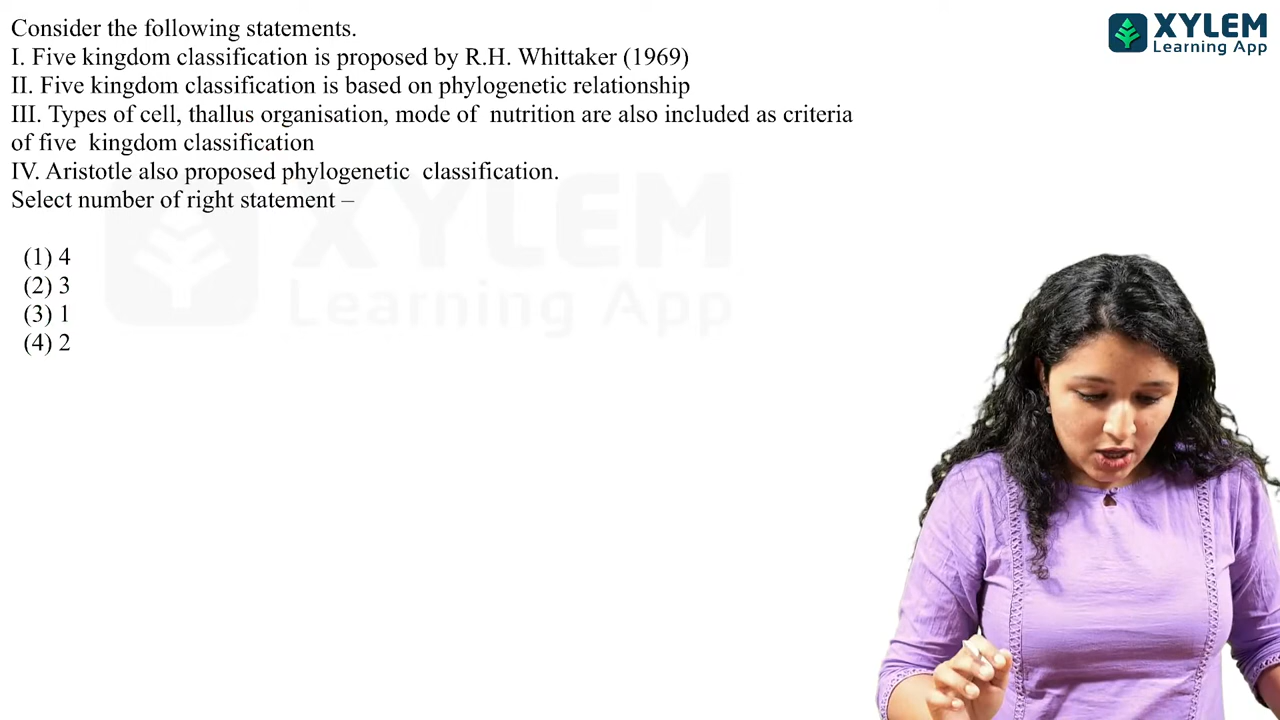 XYLEM
Learning App
Consider the following statements.
I. Five kingdom classification is proposed by R.H. Whittaker (1969)
II. Five kingdom classification is based on phylogenetic relationship
III. Types of cell, thallus organisation, mode of nutrition are also included as criteria
of five kingdom classification
IV. Aristotle also proposed phylogenetic classification.
Select number of right statement –
(1) 4
(2) 3
(3) 1
(4) 2
XYLEM
Learning App